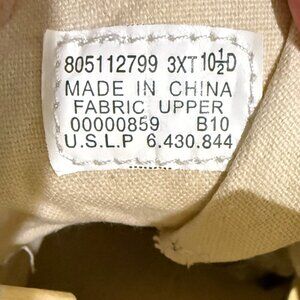 805112799 3XT 10½D
MADE IN CHINA
FABRIC UPPER
00000859 B10
U.S.L.P 6.430.844